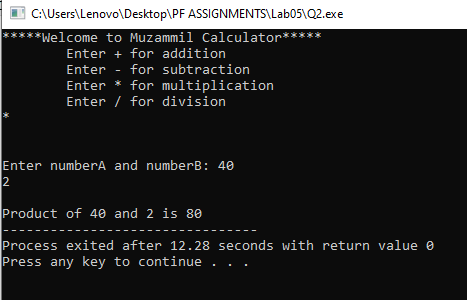 C:\Users\Lenovo\Desktop\PF ASSIGNMENTS\Lab05\Q2.exe
*****Welcome to Muzammil Calculator*****
        Enter + for addition
        Enter - for subtraction
        Enter * for multiplication
        Enter / for division
*
Enter numberA and numberB: 40
2
Product of 40 and 2 is 80
--------------------------------
Process exited after 12.28 seconds with return value 0
Press any key to continue . . .